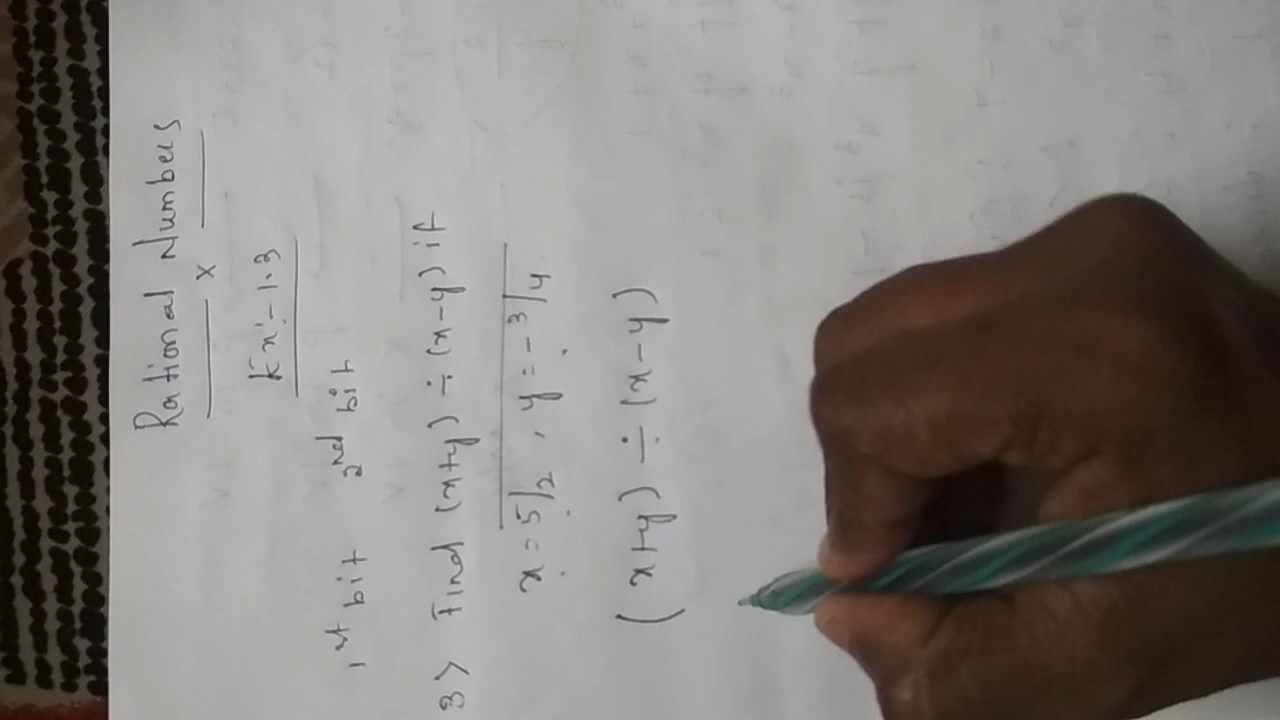 Rational Numbers
x
Ex:- 1.3
1st bit 2nd bit
3> Find (x+y) ÷ (x-y) if
x = 5/2, y = -3/4
(x+y) ÷ (x-y)